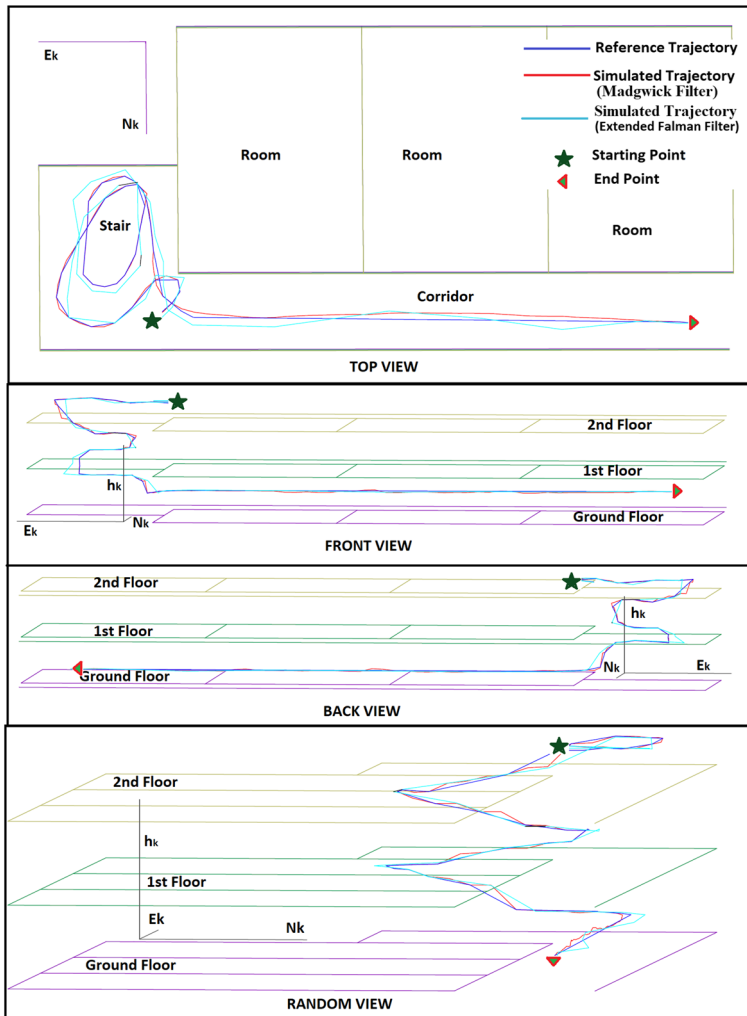 Ek
Nk
Reference Trajectory
Simulated Trajectory
(Madgwick Filter)
Simulated Trajectory
(Extended Falman Filter)
Starting Point
End Point
Room
Room
Room
Stair
Corridor
TOP VIEW
2nd Floor
1st Floor
hk
Ek
Nk
Ground Floor
FRONT VIEW
2nd Floor
hk
1st Floor
Nk
Ek
Ground Floor
BACK VIEW
2nd Floor
hk
1st Floor
Ek
Nk
Ground Floor
RANDOM VIEW